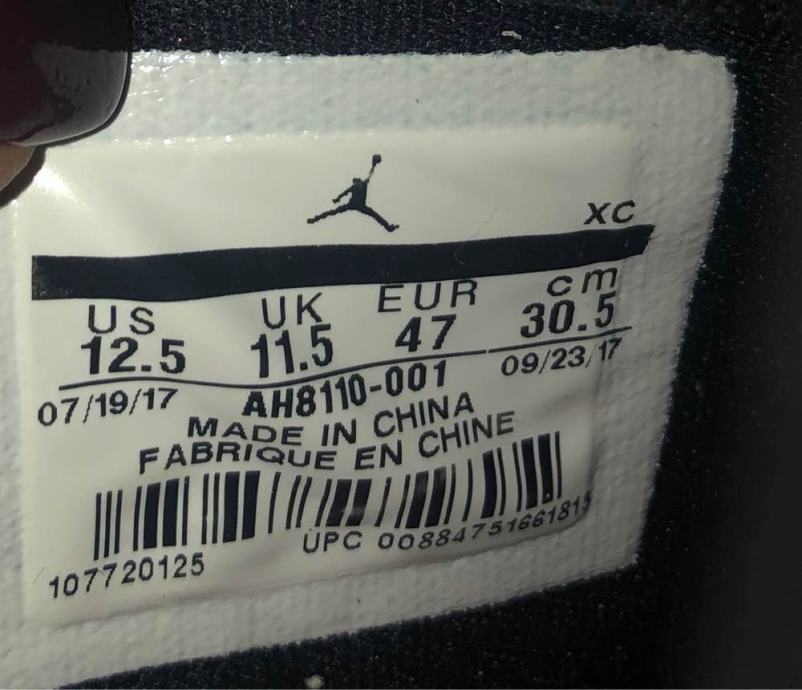 XC
US UK EUR cm
12.5 11.5 47 30.5
07/19/17 AH8110-001 09/23/17
MADE IN CHINA
FABRIQUE EN CHINE
UPC 00884751661815
107720125